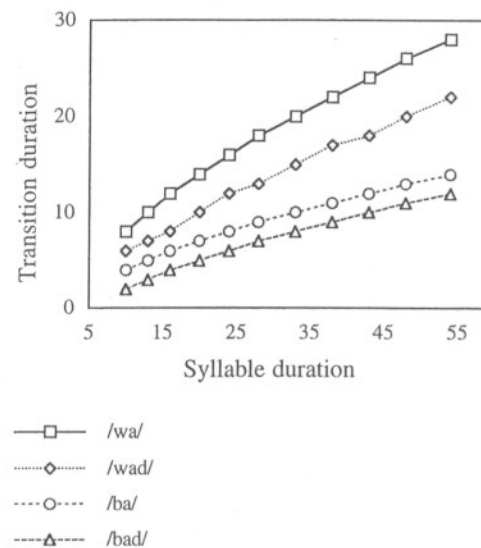 30
20
10
0
Transition duration
5
15
25
35
45
55
Syllable duration
/wa/
/wad/
/ba/
/bad/